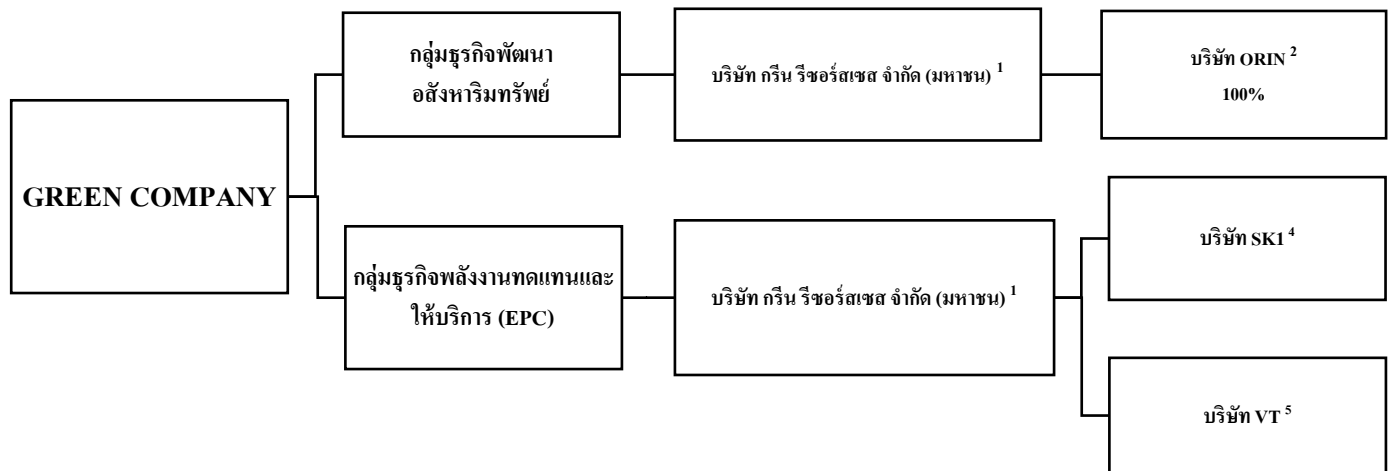 GREEN COMPANY
กลุ่มธุรกิจพัฒนา
อสังหาริมทรัพย์
บริษัท กรีน รีซอร์สเซส จำกัด (มหาชน) 1
บริษัท ORIN 2
100%
กลุ่มธุรกิจพลังงานทดแทนและ
ให้บริการ (EPC)
บริษัท กรีน รีซอร์สเซส จำกัด (มหาชน) 1
บริษัท SK1 4
บริษัท VT 5